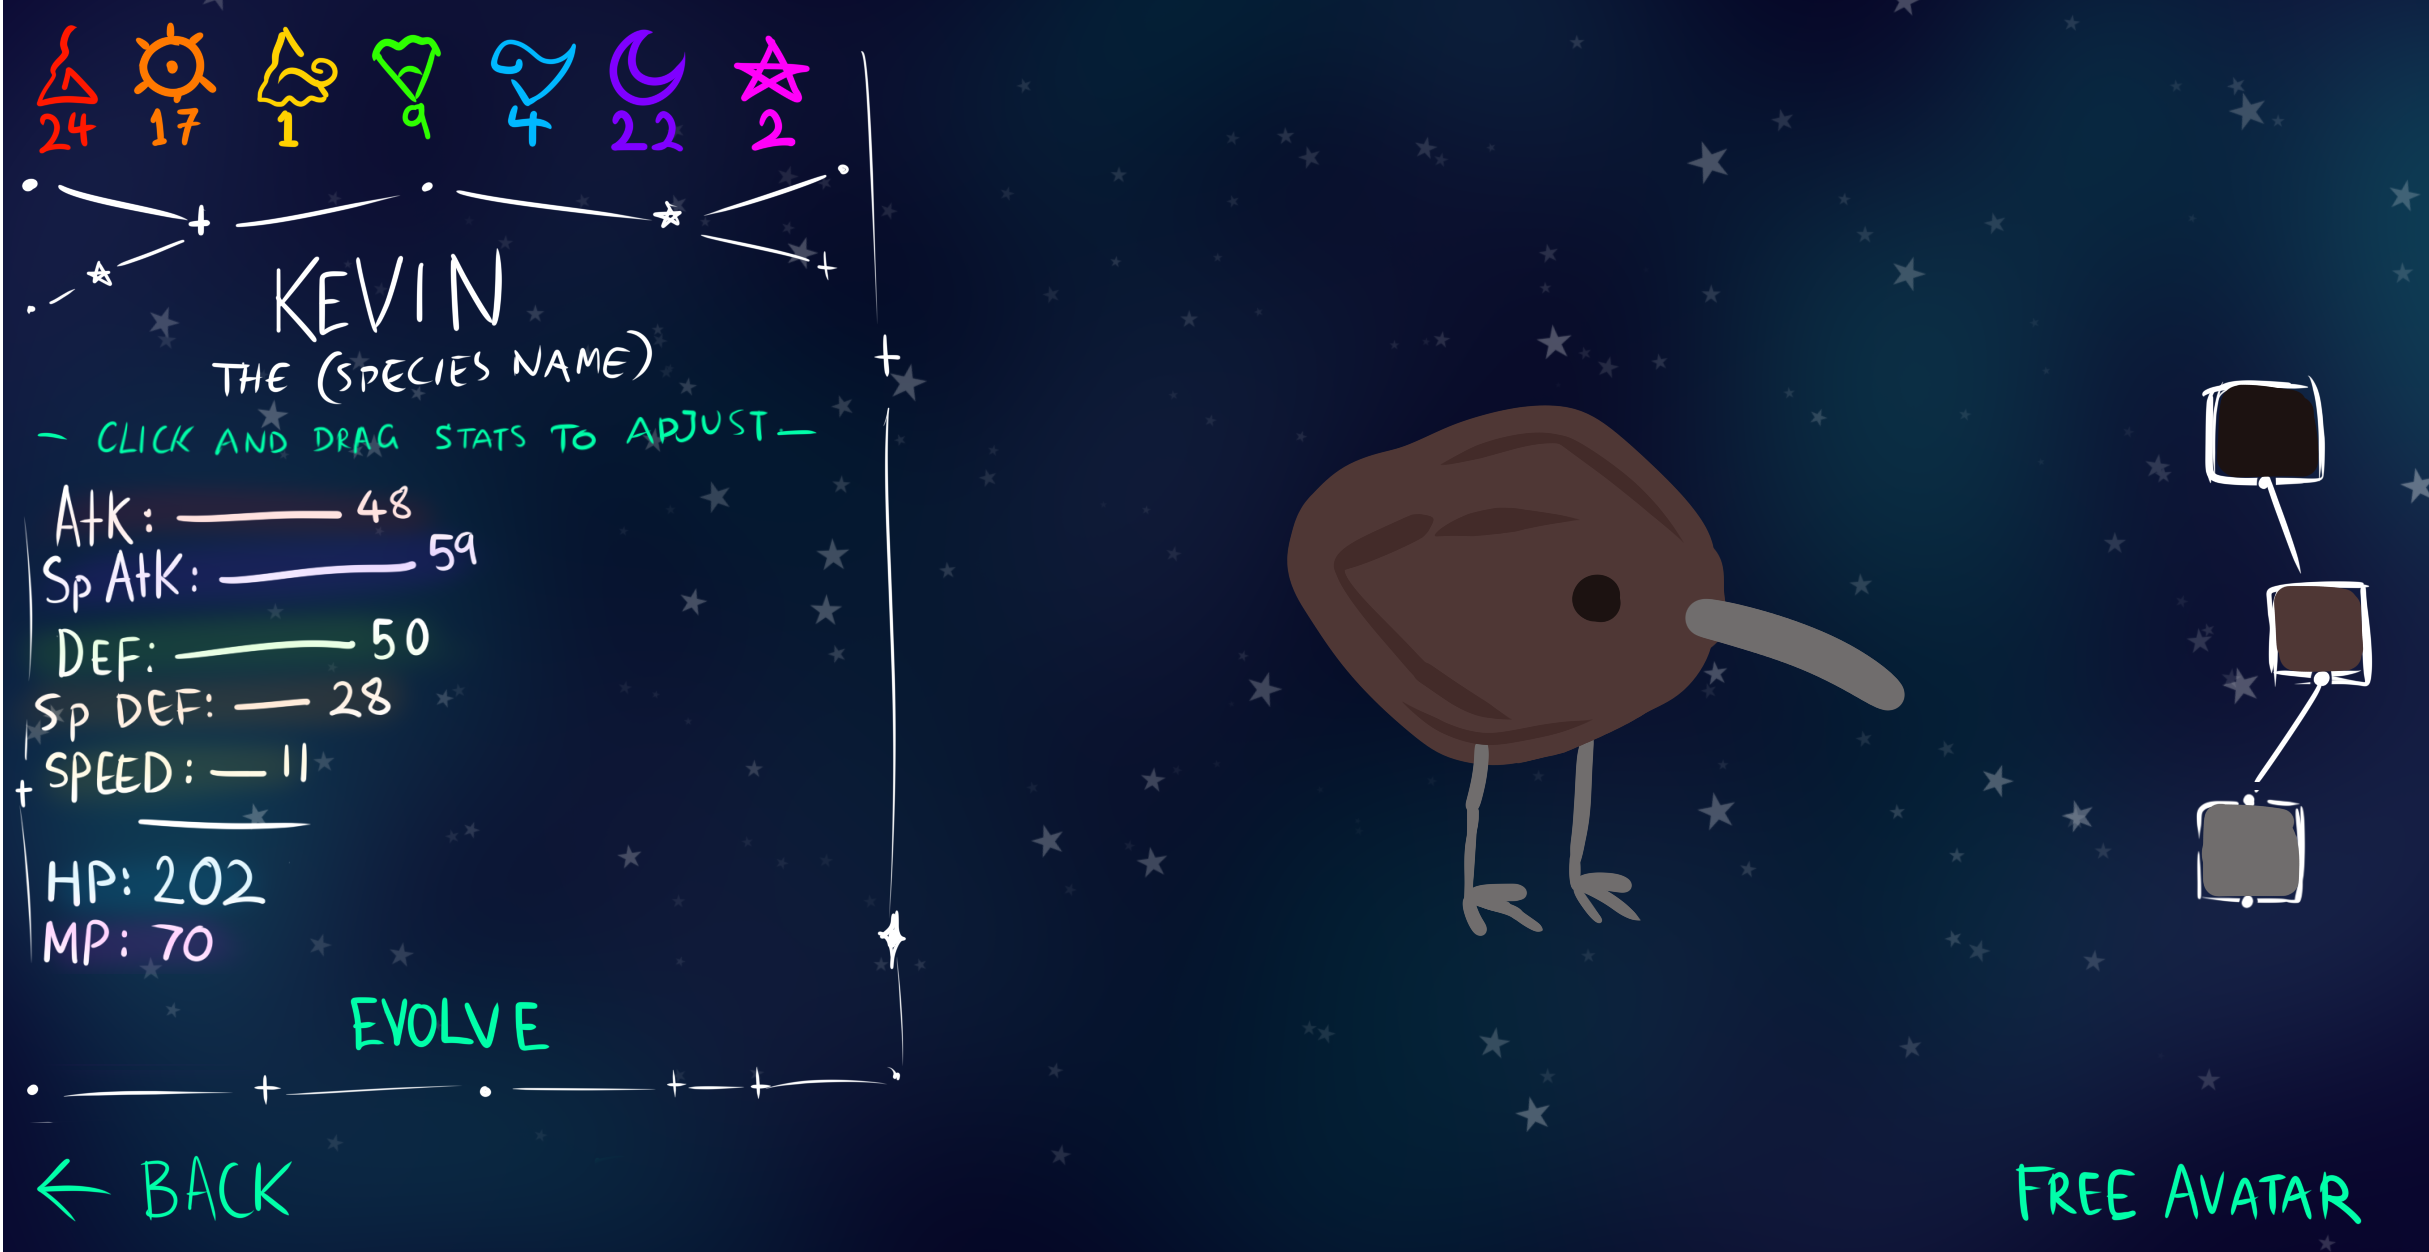 24 17 1 9 4 22 2
KEVIN
THE (SPECIES NAME)
- CLICK AND DRAG STATS TO ADJUST -
AtK: 48
Sp AtK: 59
DEF: 50
Sp DEF: 28
SPEED: 11
HP: 202
MP: 70
EVOLVE
← BACK
FREE AVATAR